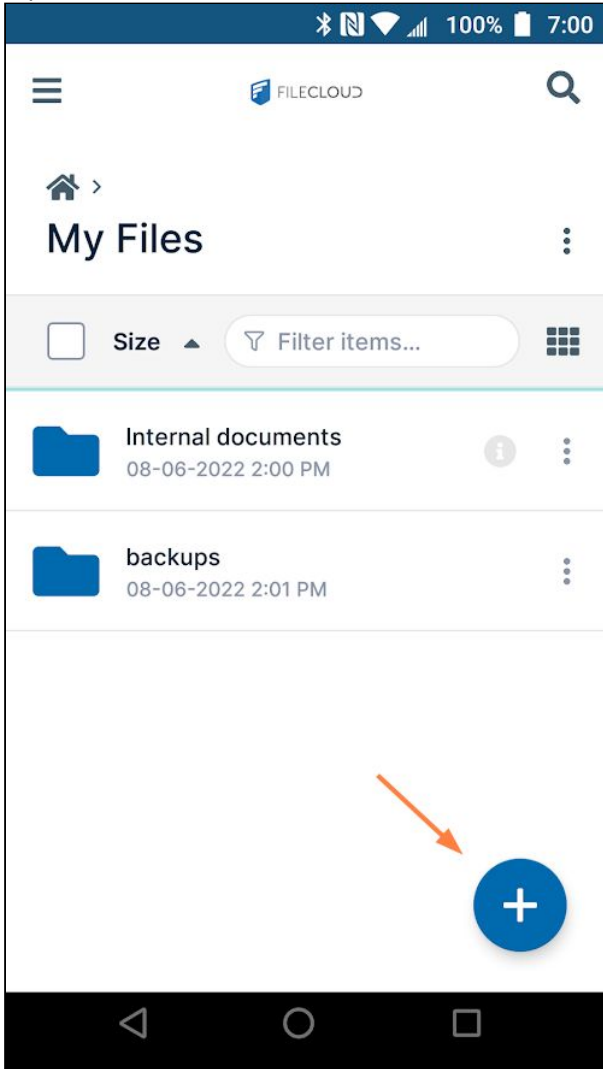 100% 7:00
FILECLOUD
My Files
Size Filter items...
Internal documents
08-06-2022 2:00 PM
backups
08-06-2022 2:01 PM